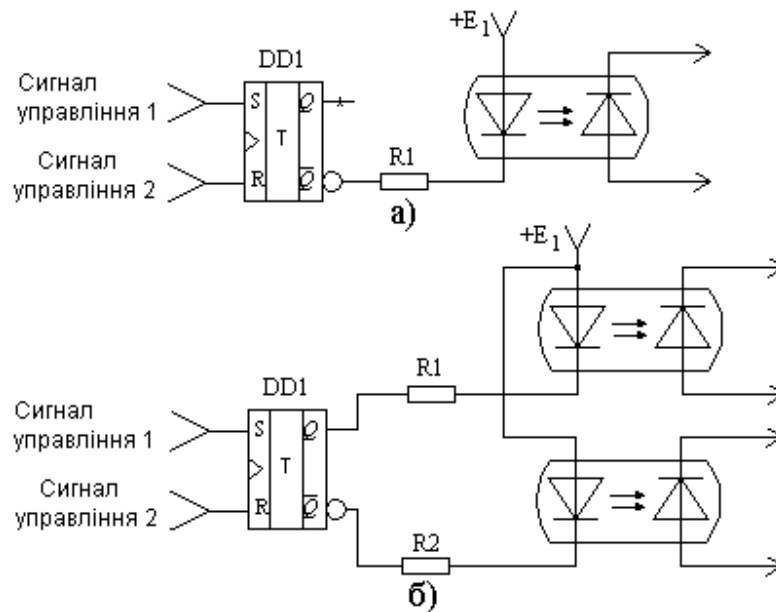 +E1
DD1
Сигнал
управління 1
S Q
T
Сигнал
управління 2
R Q
R1
а)
+E1
DD1
R1
Сигнал
управління 1
S Q
T
Сигнал
управління 2
R Q
R2
б)